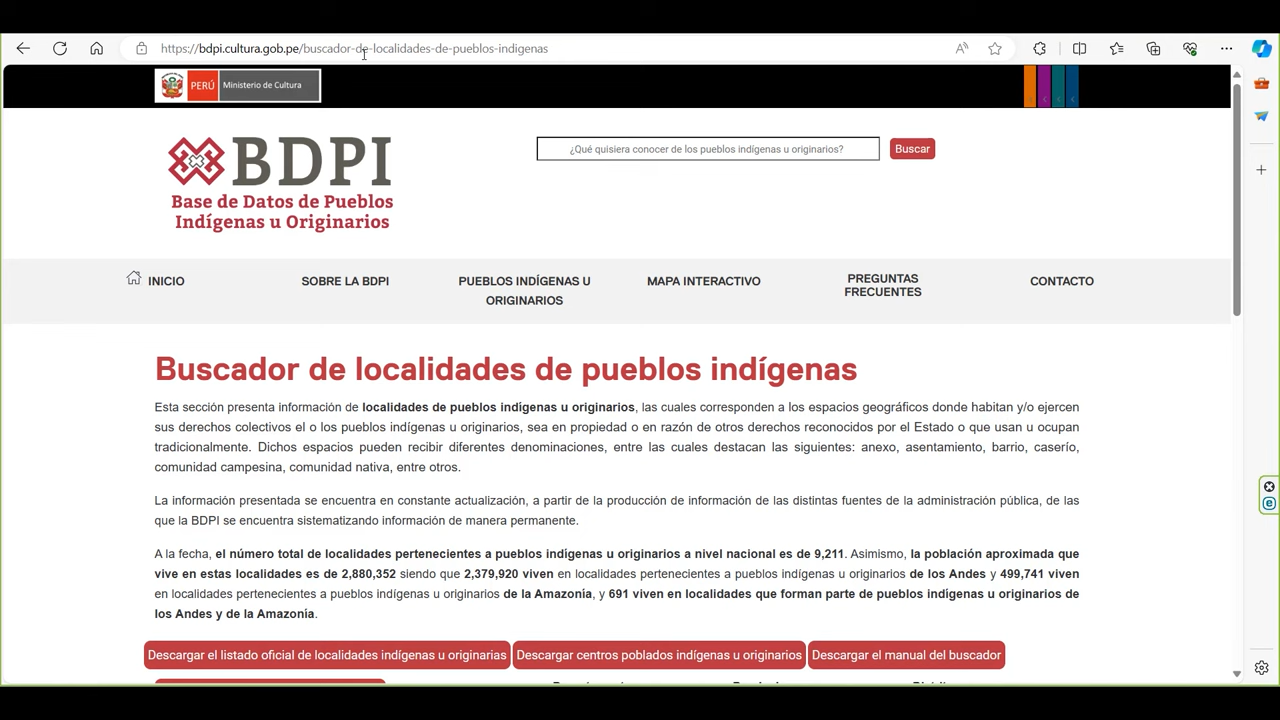 https://bdpi.cultura.gob.pe/buscador-de-localidades-de-pueblos-indigenas
PERÚ Ministerio de Cultura
BDPI
Base de Datos de Pueblos
Indígenas u Originarios
¿Qué quisiera conocer de los pueblos indígenas u originarios?
Buscar
INICIO
SOBRE LA BDPI
PUEBLOS INDÍGENAS U
ORIGINARIOS
MAPA INTERACTIVO
PREGUNTAS
FRECUENTES
CONTACTO
Buscador de localidades de pueblos indígenas
Esta sección presenta información de localidades de pueblos indígenas u originarios, las cuales corresponden a los espacios geográficos donde habitan y/o ejercen
sus derechos colectivos el o los pueblos indígenas u originarios, sea en propiedad o en razón de otros derechos reconocidos por el Estado o que usan u ocupan
tradicionalmente. Dichos espacios pueden recibir diferentes denominaciones, entre las cuales destacan las siguientes: anexo, asentamiento, barrio, caserío,
comunidad campesina, comunidad nativa, entre otros.
La información presentada se encuentra en constante actualización, a partir de la producción de información de las distintas fuentes de la administración pública, de las
que la BDPI se encuentra sistematizando información de manera permanente.
A la fecha, el número total de localidades pertenecientes a pueblos indígenas u originarios a nivel nacional es de 9,211. Asimismo, la población aproximada que
vive en estas localidades es de 2,880,352 siendo que 2,379,920 viven en localidades pertenecientes a pueblos indígenas u originarios de los Andes y 499,741 viven
en localidades pertenecientes a pueblos indígenas u originarios de la Amazonía, y 691 viven en localidades que forman parte de pueblos indígenas u originarios de
los Andes y de la Amazonía.
Descargar el listado oficial de localidades indígenas u originarias
Descargar centros poblados indígenas u originarios
Descargar el manual del buscador